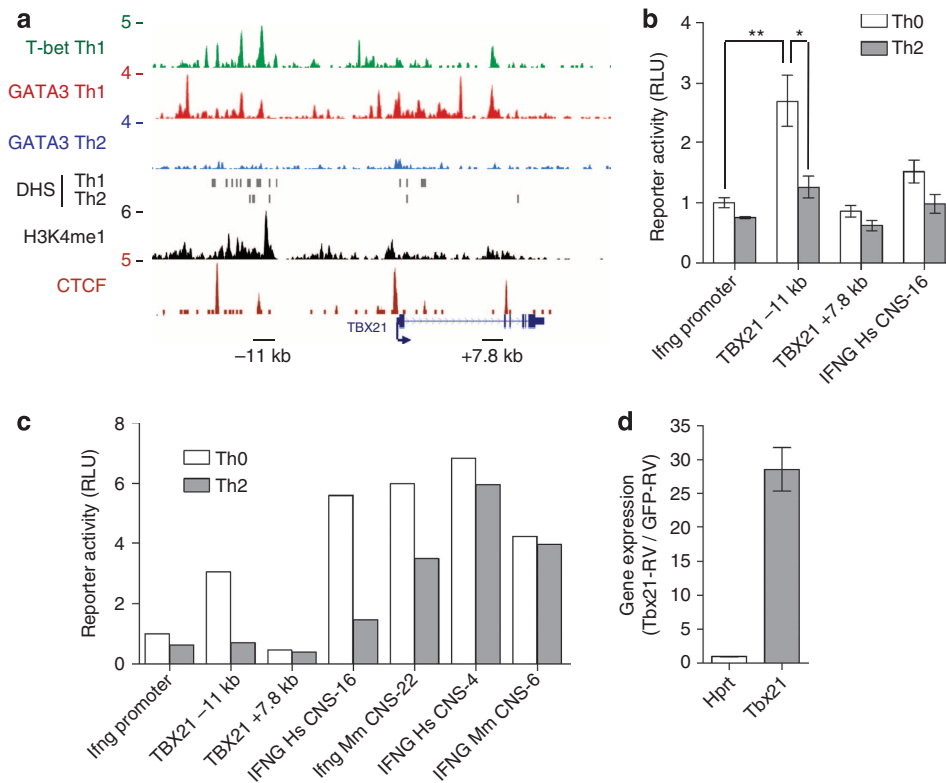 a
5
T-bet Th1
4
GATA3 Th1
4
GATA3 Th2
DHS
Th1
Th2
6
H3K4me1
5
CTCF
TBX21
−11 kb
+7.8 kb
b
Th0
Th2
**
*
Reporter activity (RLU)
4
3
2
1
0
Ifng promoter
TBX21 −11 kb
TBX21 +7.8 kb
IFNG Hs CNS-16
c
Th0
Th2
Reporter activity (RLU)
8
6
4
2
0
Ifng promoter
TBX21 −11 kb
TBX21 +7.8 kb
IFNG Hs CNS-16
Ifng Mm CNS-22
IFNG Hs CNS-4
IFNG Mm CNS-6
d
Gene expression
(Tbx21-RV / GFP-RV)
35
30
25
20
15
10
5
0
Hprt
Tbx21